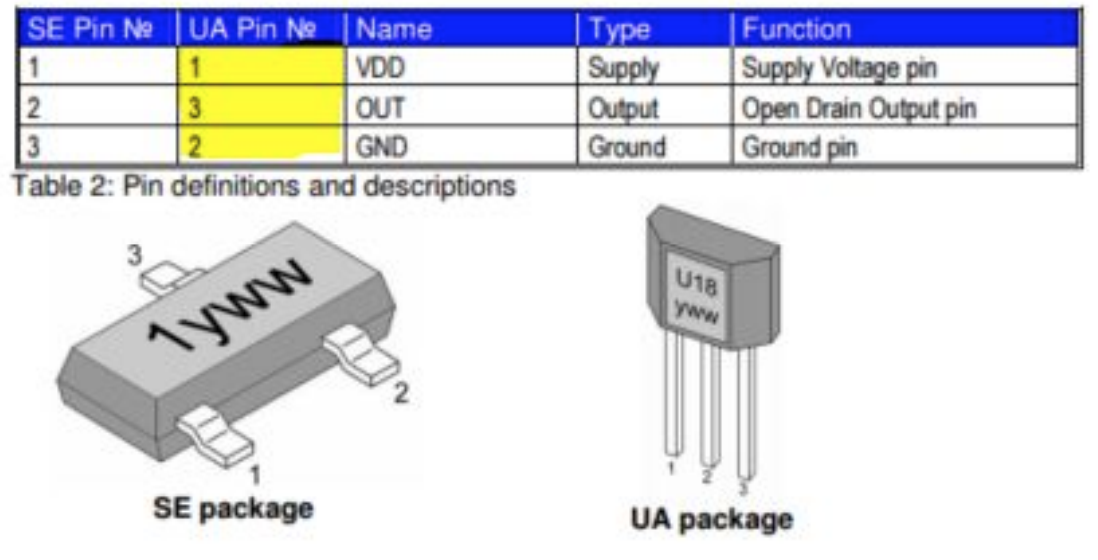 SE Pin № UA Pin № Name Type Function
1 1 VDD Supply Supply Voltage pin
2 3 OUT Output Open Drain Output pin
3 2 GND Ground Ground pin
Table 2: Pin definitions and descriptions
3
1yww
2
1
SE package
U18
yww
1 2 3
UA package